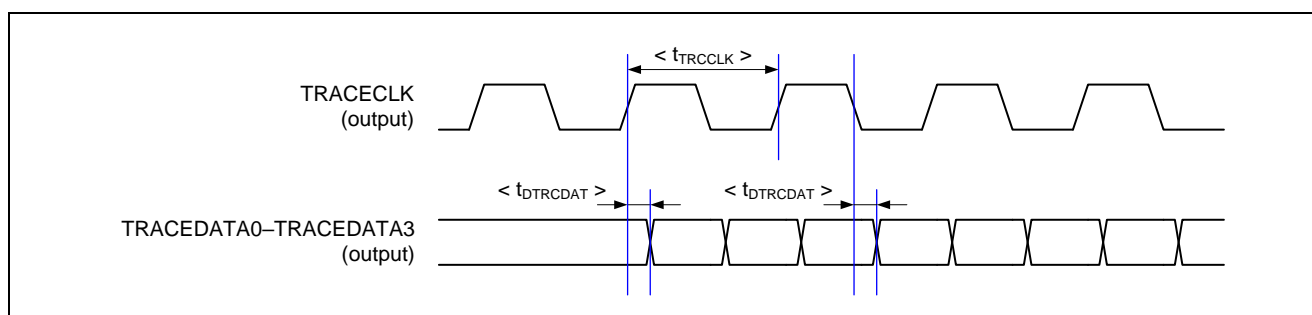 < tTRCCLK >
TRACECLK
(output)
< tDTRCDAT >
< tDTRCDAT >
TRACEDATA0–TRACEDATA3
(output)